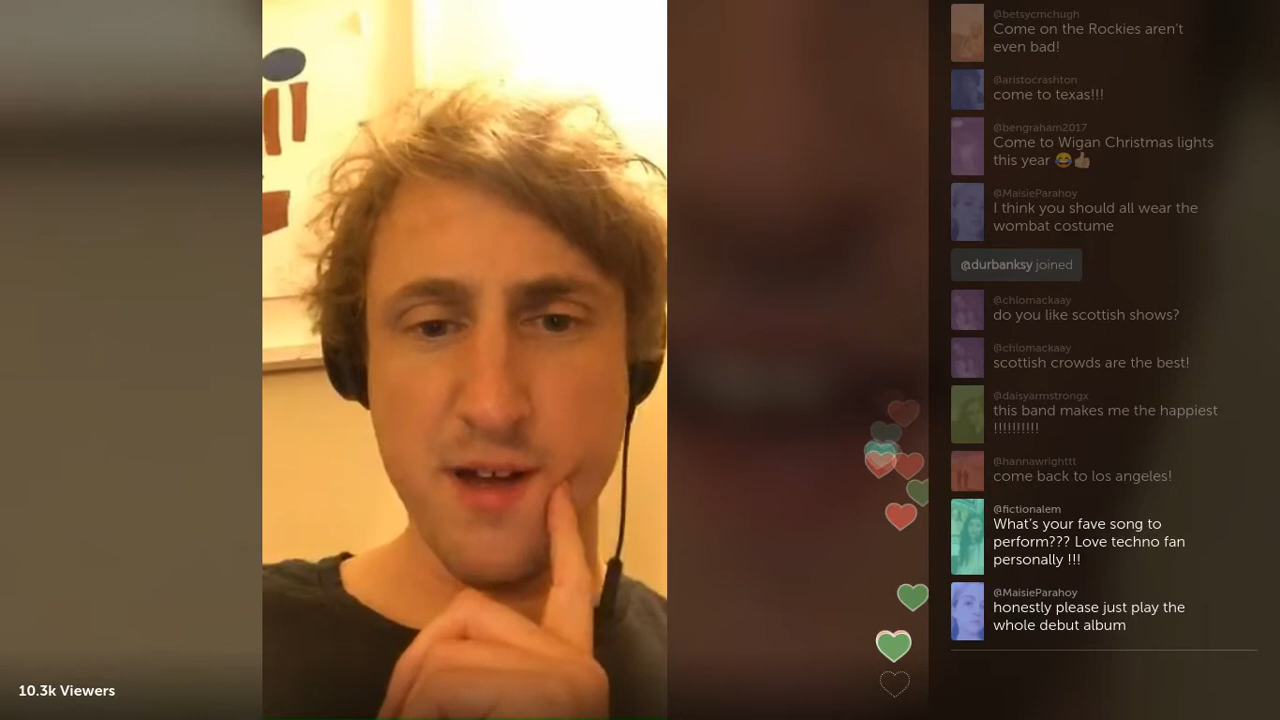 @betsycmchugh
Come on the Rockies aren't
even bad!
@aristocrashton
come to texas!!!
@bengraham2017
Come to Wigan Christmas lights
this year 😂👍
@MaisieParahoy
I think you should all wear the
wombat costume
@durbanksy joined
@chlomackaay
do you like scottish shows?
@chlomackaay
scottish crowds are the best!
@daisyarmstrongx
this band makes me the happiest
!!!!!!!!!!
@hannawrighttt
come back to los angeles!
@fictionalem
What's your fave song to
perform??? Love techno fan
personally !!!
@MaisieParahoy
honestly please just play the
whole debut album
10.3k Viewers